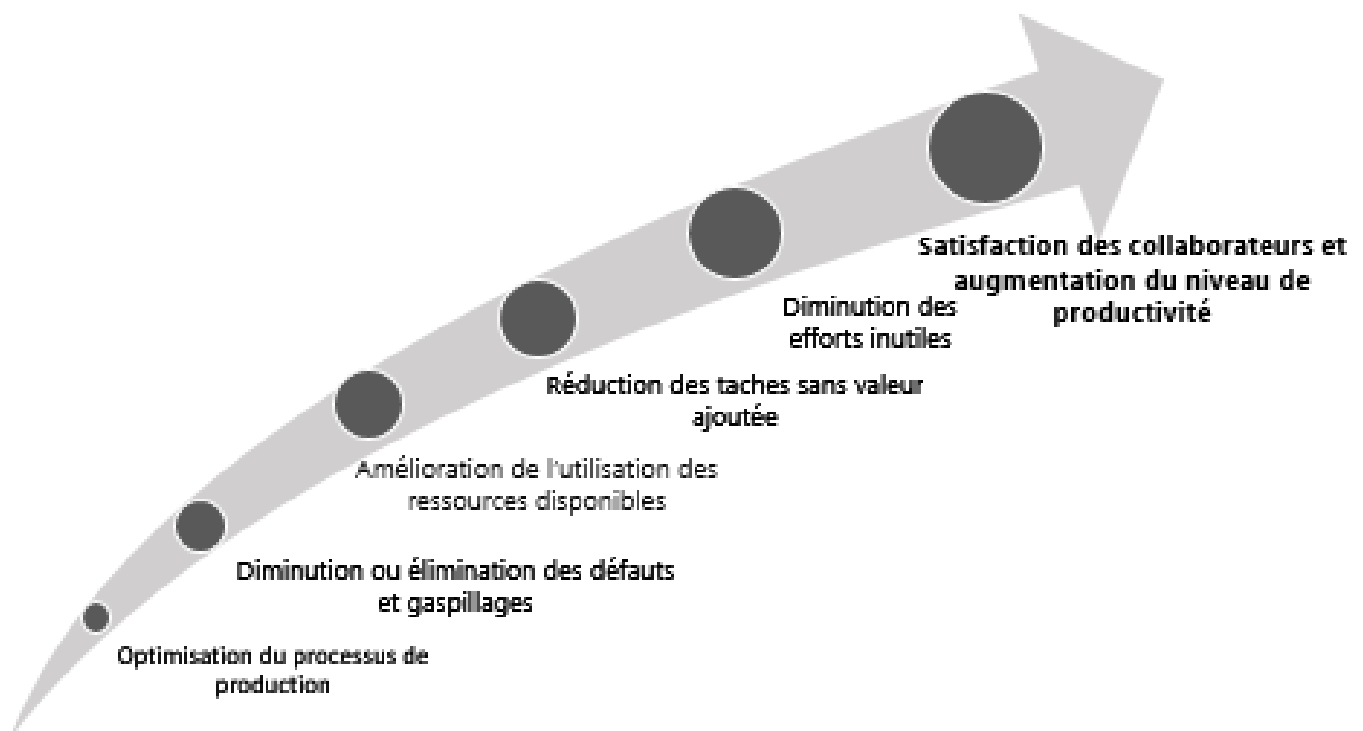 Satisfaction des collaborateurs et
augmentation du niveau de
productivité
Diminution des
efforts inutiles
Réduction des taches sans valeur
ajoutée
Amélioration de l'utilisation des
ressources disponibles
Diminution ou élimination des défauts
et gaspillages
Optimisation du processus de
production